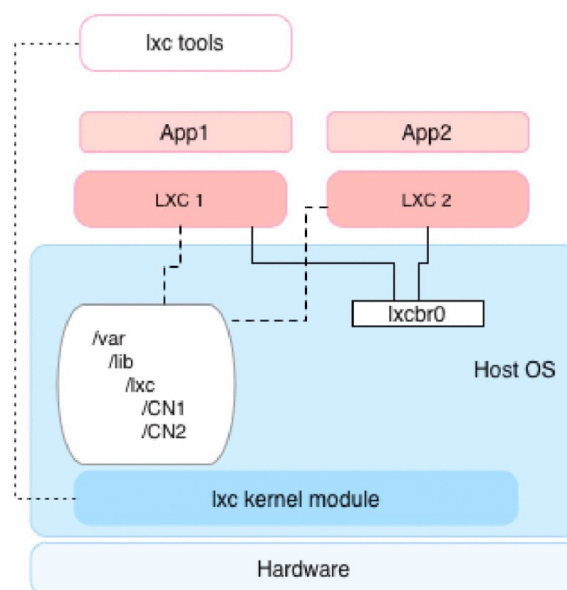 lxc tools
App1
App2
LXC 1
LXC 2
lxcbr0
/var
/lib
/lxc
/CN1
/CN2
Host OS
lxc kernel module
Hardware